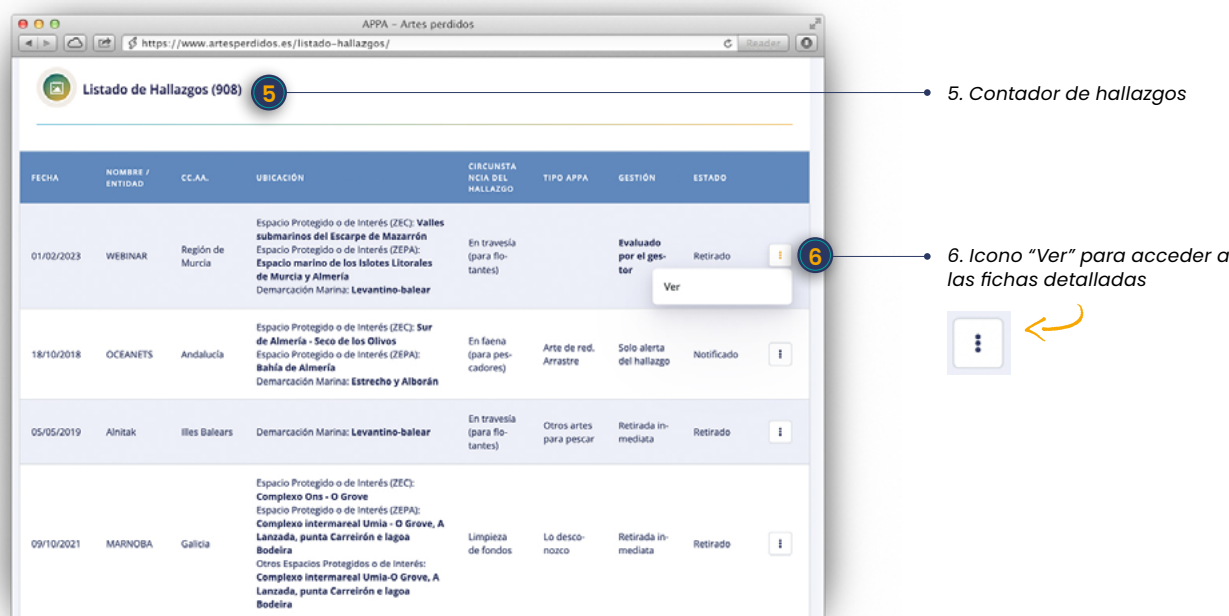 APPA – Artes perdidos
https://www.artesperdidos.es/listado-hallazgos/
Reader
Listado de Hallazgos (908)
5
5. Contador de hallazgos
FECHA
NOMBRE /
ENTIDAD
CC.AA.
UBICACIÓN
CIRCUNSTA
NCIA DEL
HALLAZGO
TIPO APPA
GESTIÓN
ESTADO
01/02/2023
WEBINAR
Región de
Murcia
Espacio Protegido o de Interés (ZEC): Valles
submarinos del Escarpe de Mazarrón
Espacio Protegido o de Interés (ZEPA):
Espacio marino de los Islotes Litorales
de Murcia y Almería
Demarcación Marina: Levantino-balear
En travesía
(para flo-
tantes)
Evaluado
por el ges-
tor
Retirado
Ver
6
6. Icono “Ver” para acceder a
las fichas detalladas
18/10/2018
OCEANETS
Andalucía
Espacio Protegido o de Interés (ZEC): Sur
de Almería - Seco de los Olivos
Espacio Protegido o de Interés (ZEPA):
Bahía de Almería
Demarcación Marina: Estrecho y Alborán
En faena
(para pes-
cadores)
Arte de red.
Arrastre
Solo alerta
del hallazgo
Notificado
05/05/2019
Alnitak
Illes Balears
Demarcación Marina: Levantino-balear
En travesía
(para flo-
tantes)
Otros artes
para pescar
Retirada in-
mediata
Retirado
09/10/2021
MARNOBA
Galicia
Espacio Protegido o de Interés (ZEC):
Complexo Ons - O Grove
Espacio Protegido o de Interés (ZEPA):
Complexo intermareal Umia - O Grove, A
Lanzada, punta Carreirón e lagoa
Bodeira
Otros Espacios Protegidos o de Interés:
Complexo intermareal Umia-O Grove, A
Lanzada, punta Carreirón e lagoa
Bodeira
Limpieza
de fondos
Lo desco-
nozco
Retirada in-
mediata
Retirado